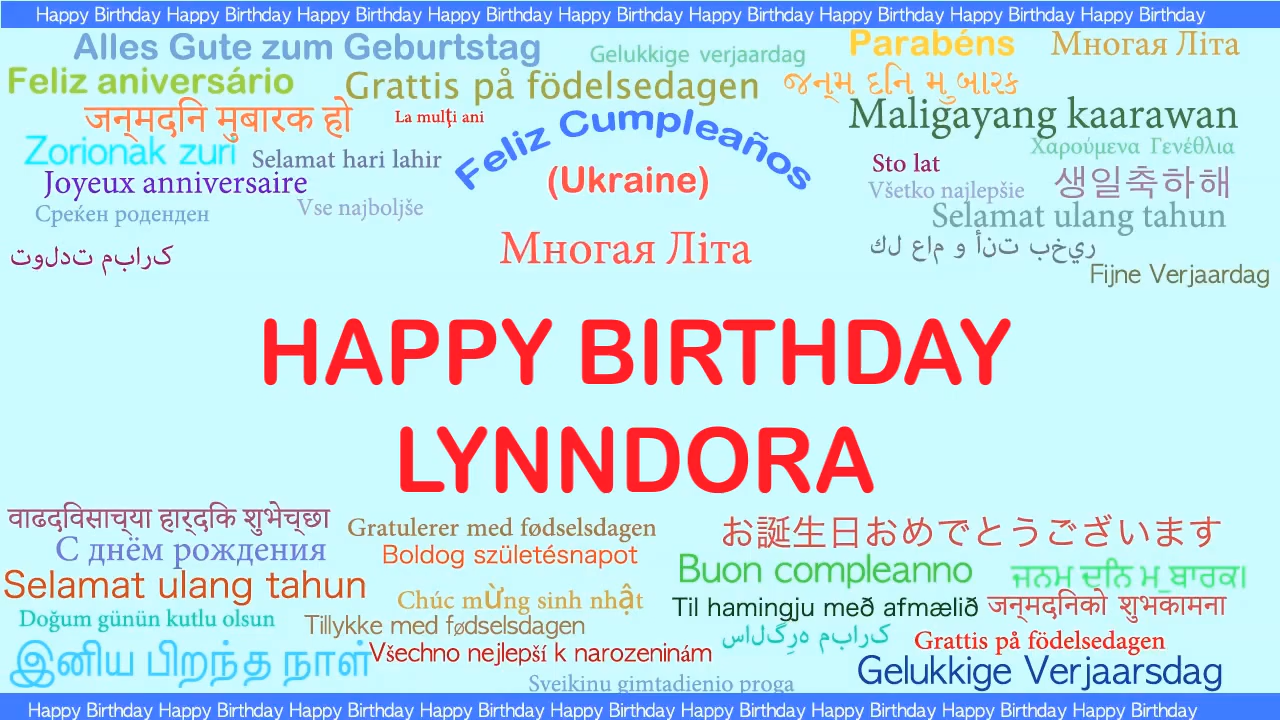 Happy Birthday Happy Birthday Happy Birthday Happy Birthday Happy Birthday Happy Birthday Happy Birthday Happy Birthday Happy Birthday
Alles Gute zum Geburtstag
Gelukkige verjaardag
Parabéns
Многая Літа
Feliz aniversário
Grattis på födelsedagen
જન્મ દિન મુબારક
जन्मदिन मुबारक हो
La mulţi ani
Feliz Cumpleaños
Maligayang kaarawan
Zorionak zuri
Selamat hari lahir
(Ukraine)
Sto lat
Χαρούμενα Γενέθλια
Joyeux anniversaire
Vse najboljše
Všetko najlepšie
생일축하해
Среќен роденден
Selamat ulang tahun
Многая Літа
تولدت مبارک
كل عام و أنت بخير
Fijne Verjaardag
HAPPY BIRTHDAY
LYNNDORA
वाढदिवसाच्या हार्दिक शुभेच्छा
Gratulerer med fødselsdagen
お誕生日おめでとうございます
С днём рождения
Boldog születésnapot
Buon compleanno
ਜਨਮ ਦਿਨ ਮੁਬਾਰਕ।
Selamat ulang tahun
Chúc mừng sinh nhật
Til hamingju með afmælið
जन्मदिनको शुभकामना
Doğum günün kutlu olsun
Tillykke med fødselsdagen
سالگرہ مبارک
Grattis på födelsedagen
இனிய பிறந்த நாள்
Všechno nejlepší k narozeninám
Gelukkige Verjaarsdag
Sveikinu gimtadienio proga
Happy Birthday Happy Birthday Happy Birthday Happy Birthday Happy Birthday Happy Birthday Happy Birthday Happy Birthday Happy Birthday